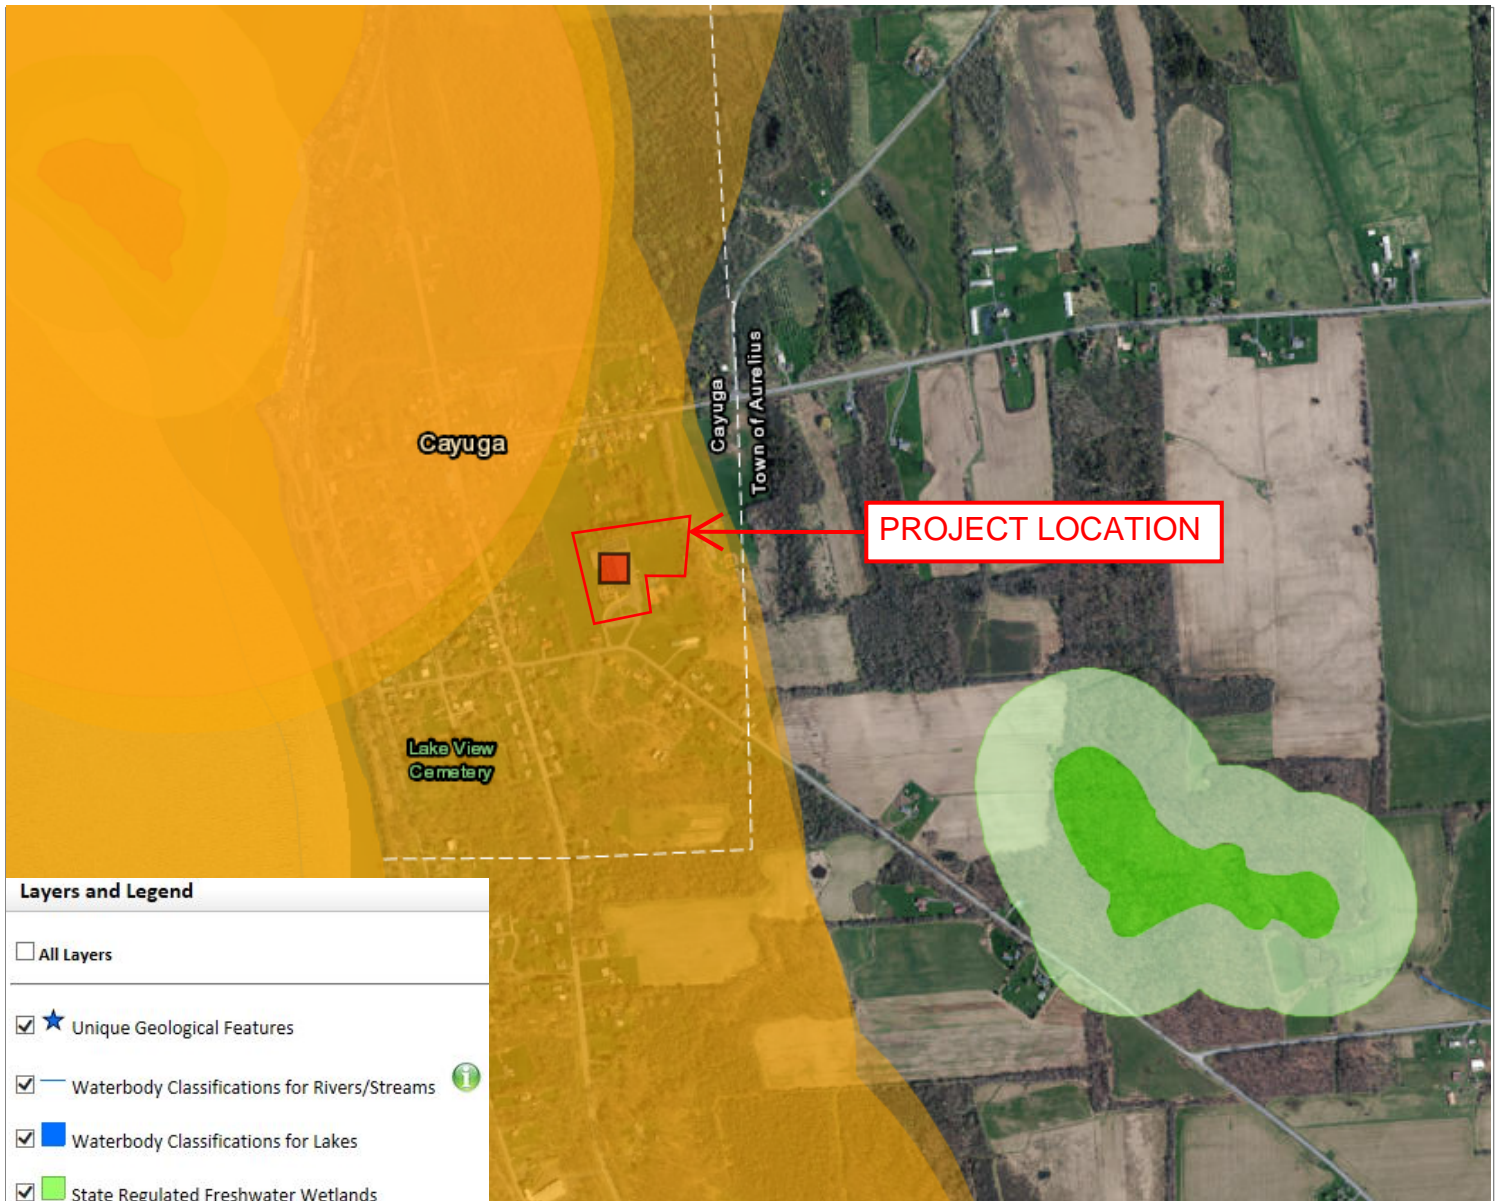 Cayuga
Cayuga
Town of Aurelius
PROJECT LOCATION
Lake View
Cemetery
Layers and Legend
All Layers
Unique Geological Features
Waterbody Classifications for Rivers/Streams
Waterbody Classifications for Lakes
State Regulated Freshwater Wetlands